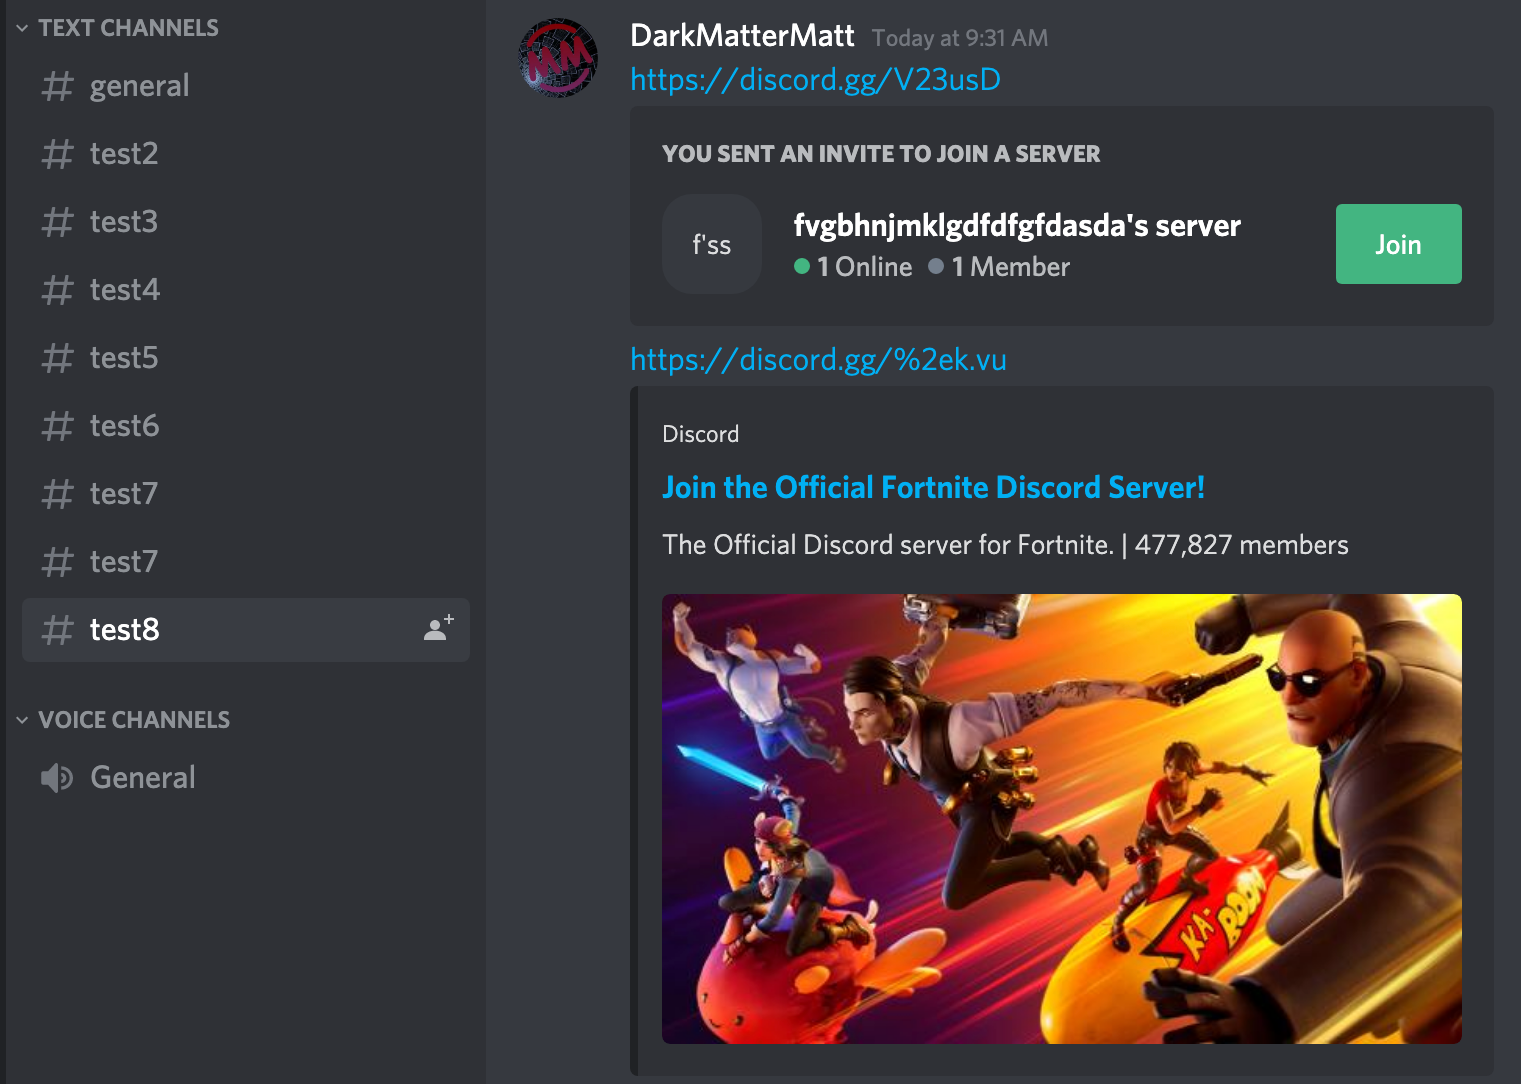 TEXT CHANNELS
general
test2
test3
test4
test5
test6
test7
test7
test8
VOICE CHANNELS
General
MM
DarkMatterMatt Today at 9:31 AM
https://discord.gg/V23usD
YOU SENT AN INVITE TO JOIN A SERVER
f'ss
fvgbhnjmklgdfdfgfdasda's server
1 Online 1 Member
Join
https://discord.gg/%2ek.vu
Discord
Join the Official Fortnite Discord Server!
The Official Discord server for Fortnite. | 477,827 members
KA-
BOOM